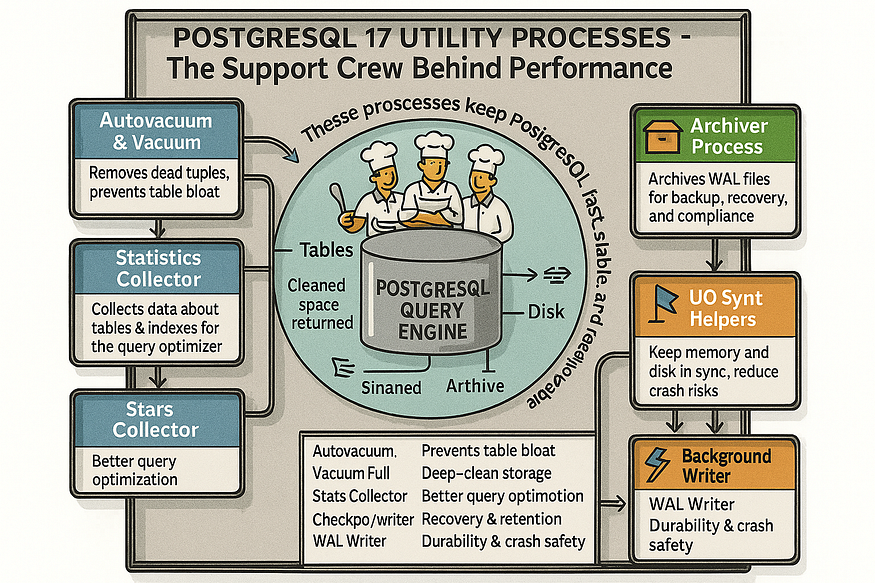 POSTGRESQL 17 UTILITY PROCESSES -
The Support Crew Behind Performance
Autovacuum
& Vacuum
Removes dead tuples,
prevents table bloat
Statistics
Collector
Collects data about
tables & indexes for
the query optimizer
Stars
Collector
Better query
optimization
Thesse proscesses keep PosigreSQL fast, slable, and
Tables
Cleaned
space
returned
POSTGRESQL
QUERY
ENGINE
Disk
Sinaned
Arthive
Archiver
Process
Archives WAL files
for backup, recovery,
and compliance
UO Synt
Helpers
Keep memory and
disk in sync, reduce
crash risks
Background
Writer
WAL Writer
Durability & crash
safety
Autovacuum. Prevents table bloat
Vacuum Full Deep-clean storage
Stats Collector Better query optimotion
Checkpo/writer Recovery & retention
WAL Writer Durability & crash safety